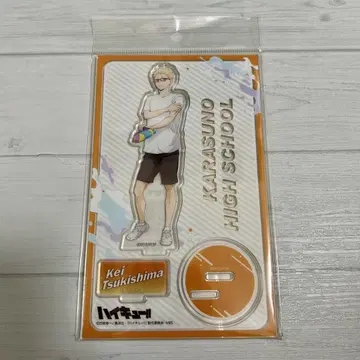 KARASUNO
HIGH SCHOOL
Kei
Tsukishima
ハイキュー!!